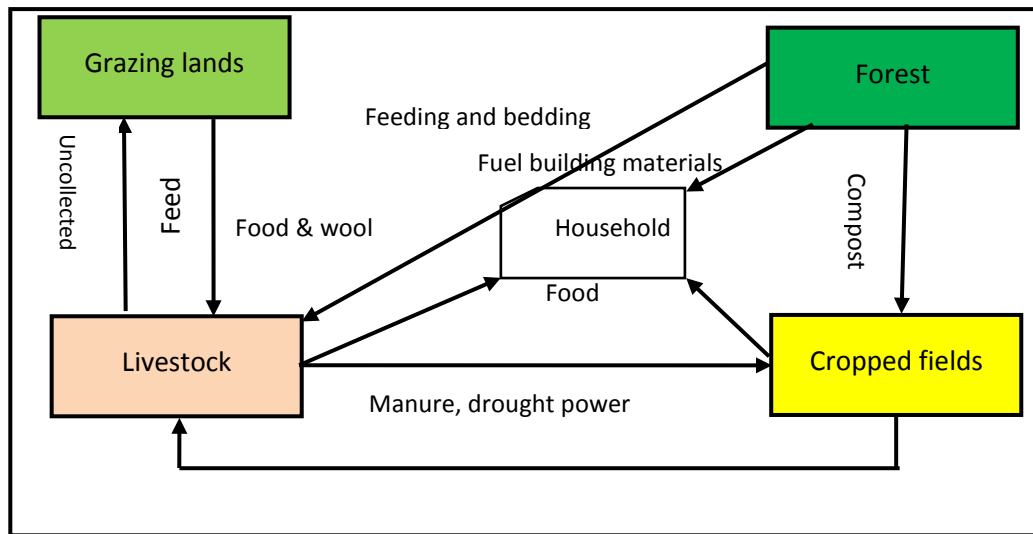 Grazing lands
Forest
Feeding and bedding
Fuel building materials
Uncollected
Feed
Food & wool
Household
Compost
Food
Livestock
Cropped fields
Manure, drought power